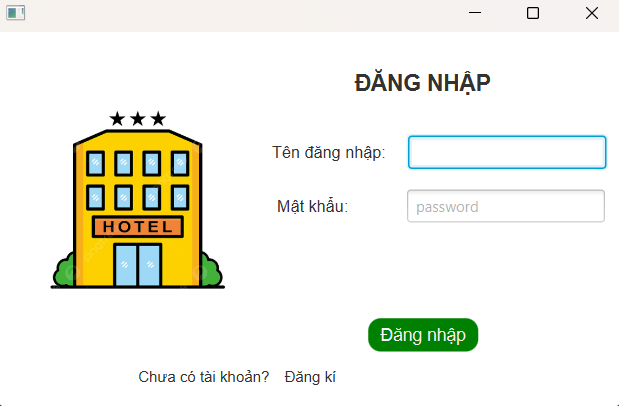 ĐĂNG NHẬP
Tên đăng nhập:
HOTEL
Mật khẩu:
password
Đăng nhập
Chưa có tài khoản? Đăng kí